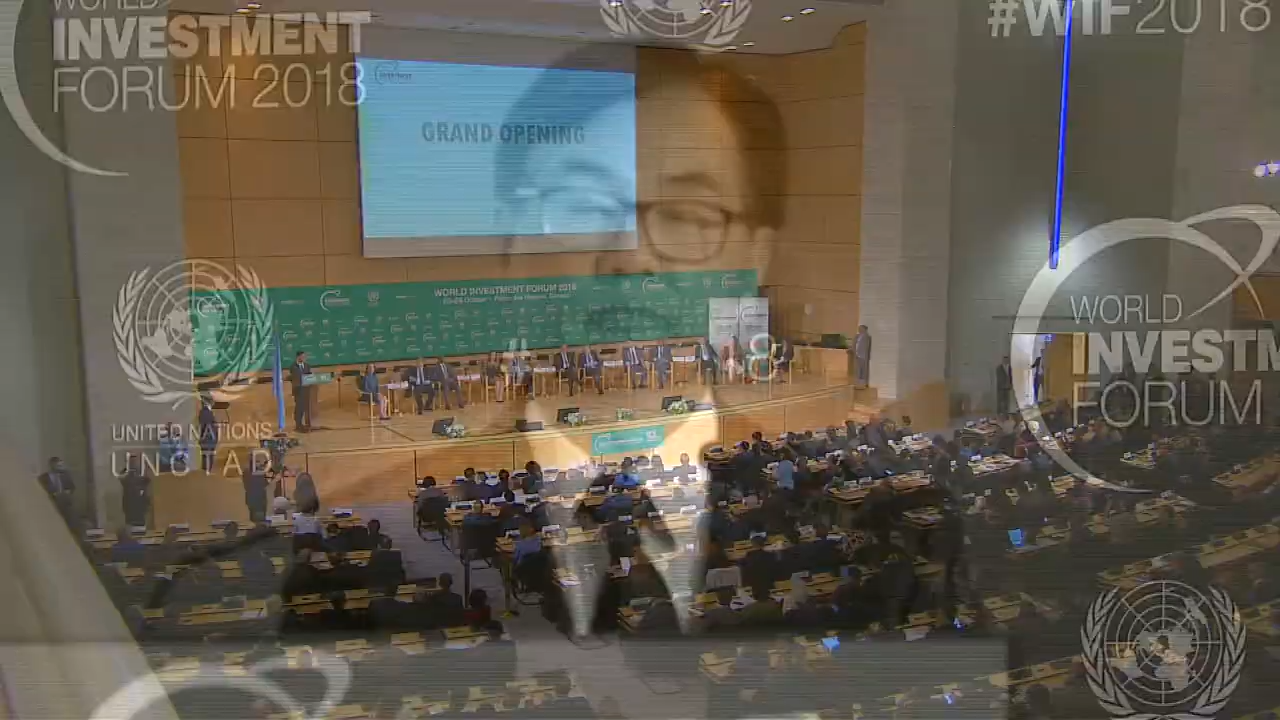 WORLD
INVESTMENT
FORUM 2018
#WIF2018
GRAND OPENING
WORLD INVESTMENT FORUM 2018
UNITED NATIONS
UNCTAD
WORLD
INVESTM
FORUM